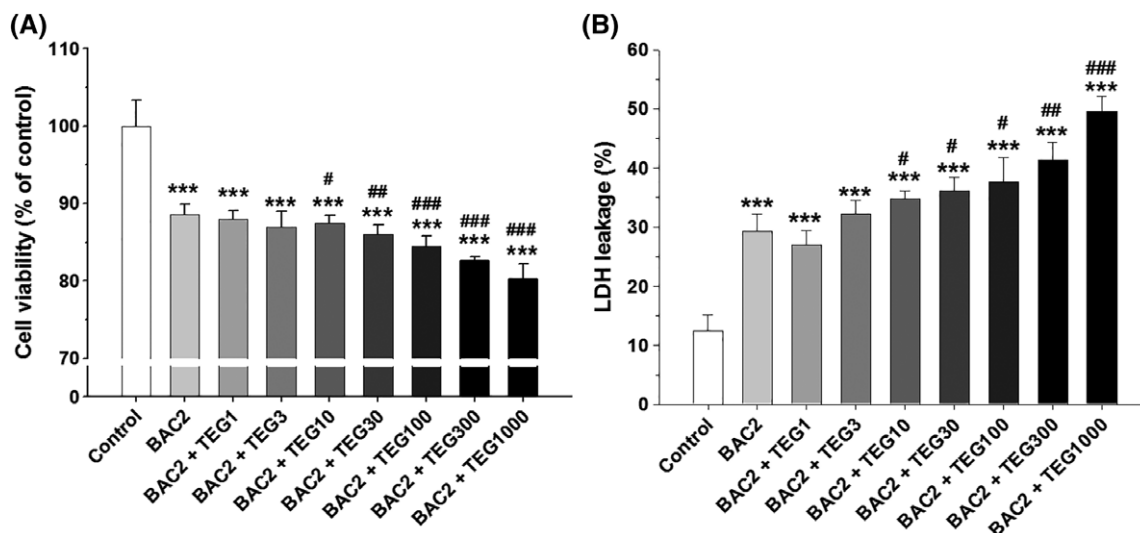 (A)
Cell viability (% of control)
110
100
90
80
70
0
***
***
***
#
***
##
***
###
***
###
***
###
***
Control
BAC2
BAC2 + TEG1
BAC2 + TEG3
BAC2 + TEG10
BAC2 + TEG30
BAC2 + TEG100
BAC2 + TEG300
BAC2 + TEG1000
(B)
LDH leakage (%)
60
50
40
30
20
10
0
***
***
***
#
***
#
***
#
***
##
***
###
***
Control
BAC2
BAC2 + TEG1
BAC2 + TEG3
BAC2 + TEG10
BAC2 + TEG30
BAC2 + TEG100
BAC2 + TEG300
BAC2 + TEG1000